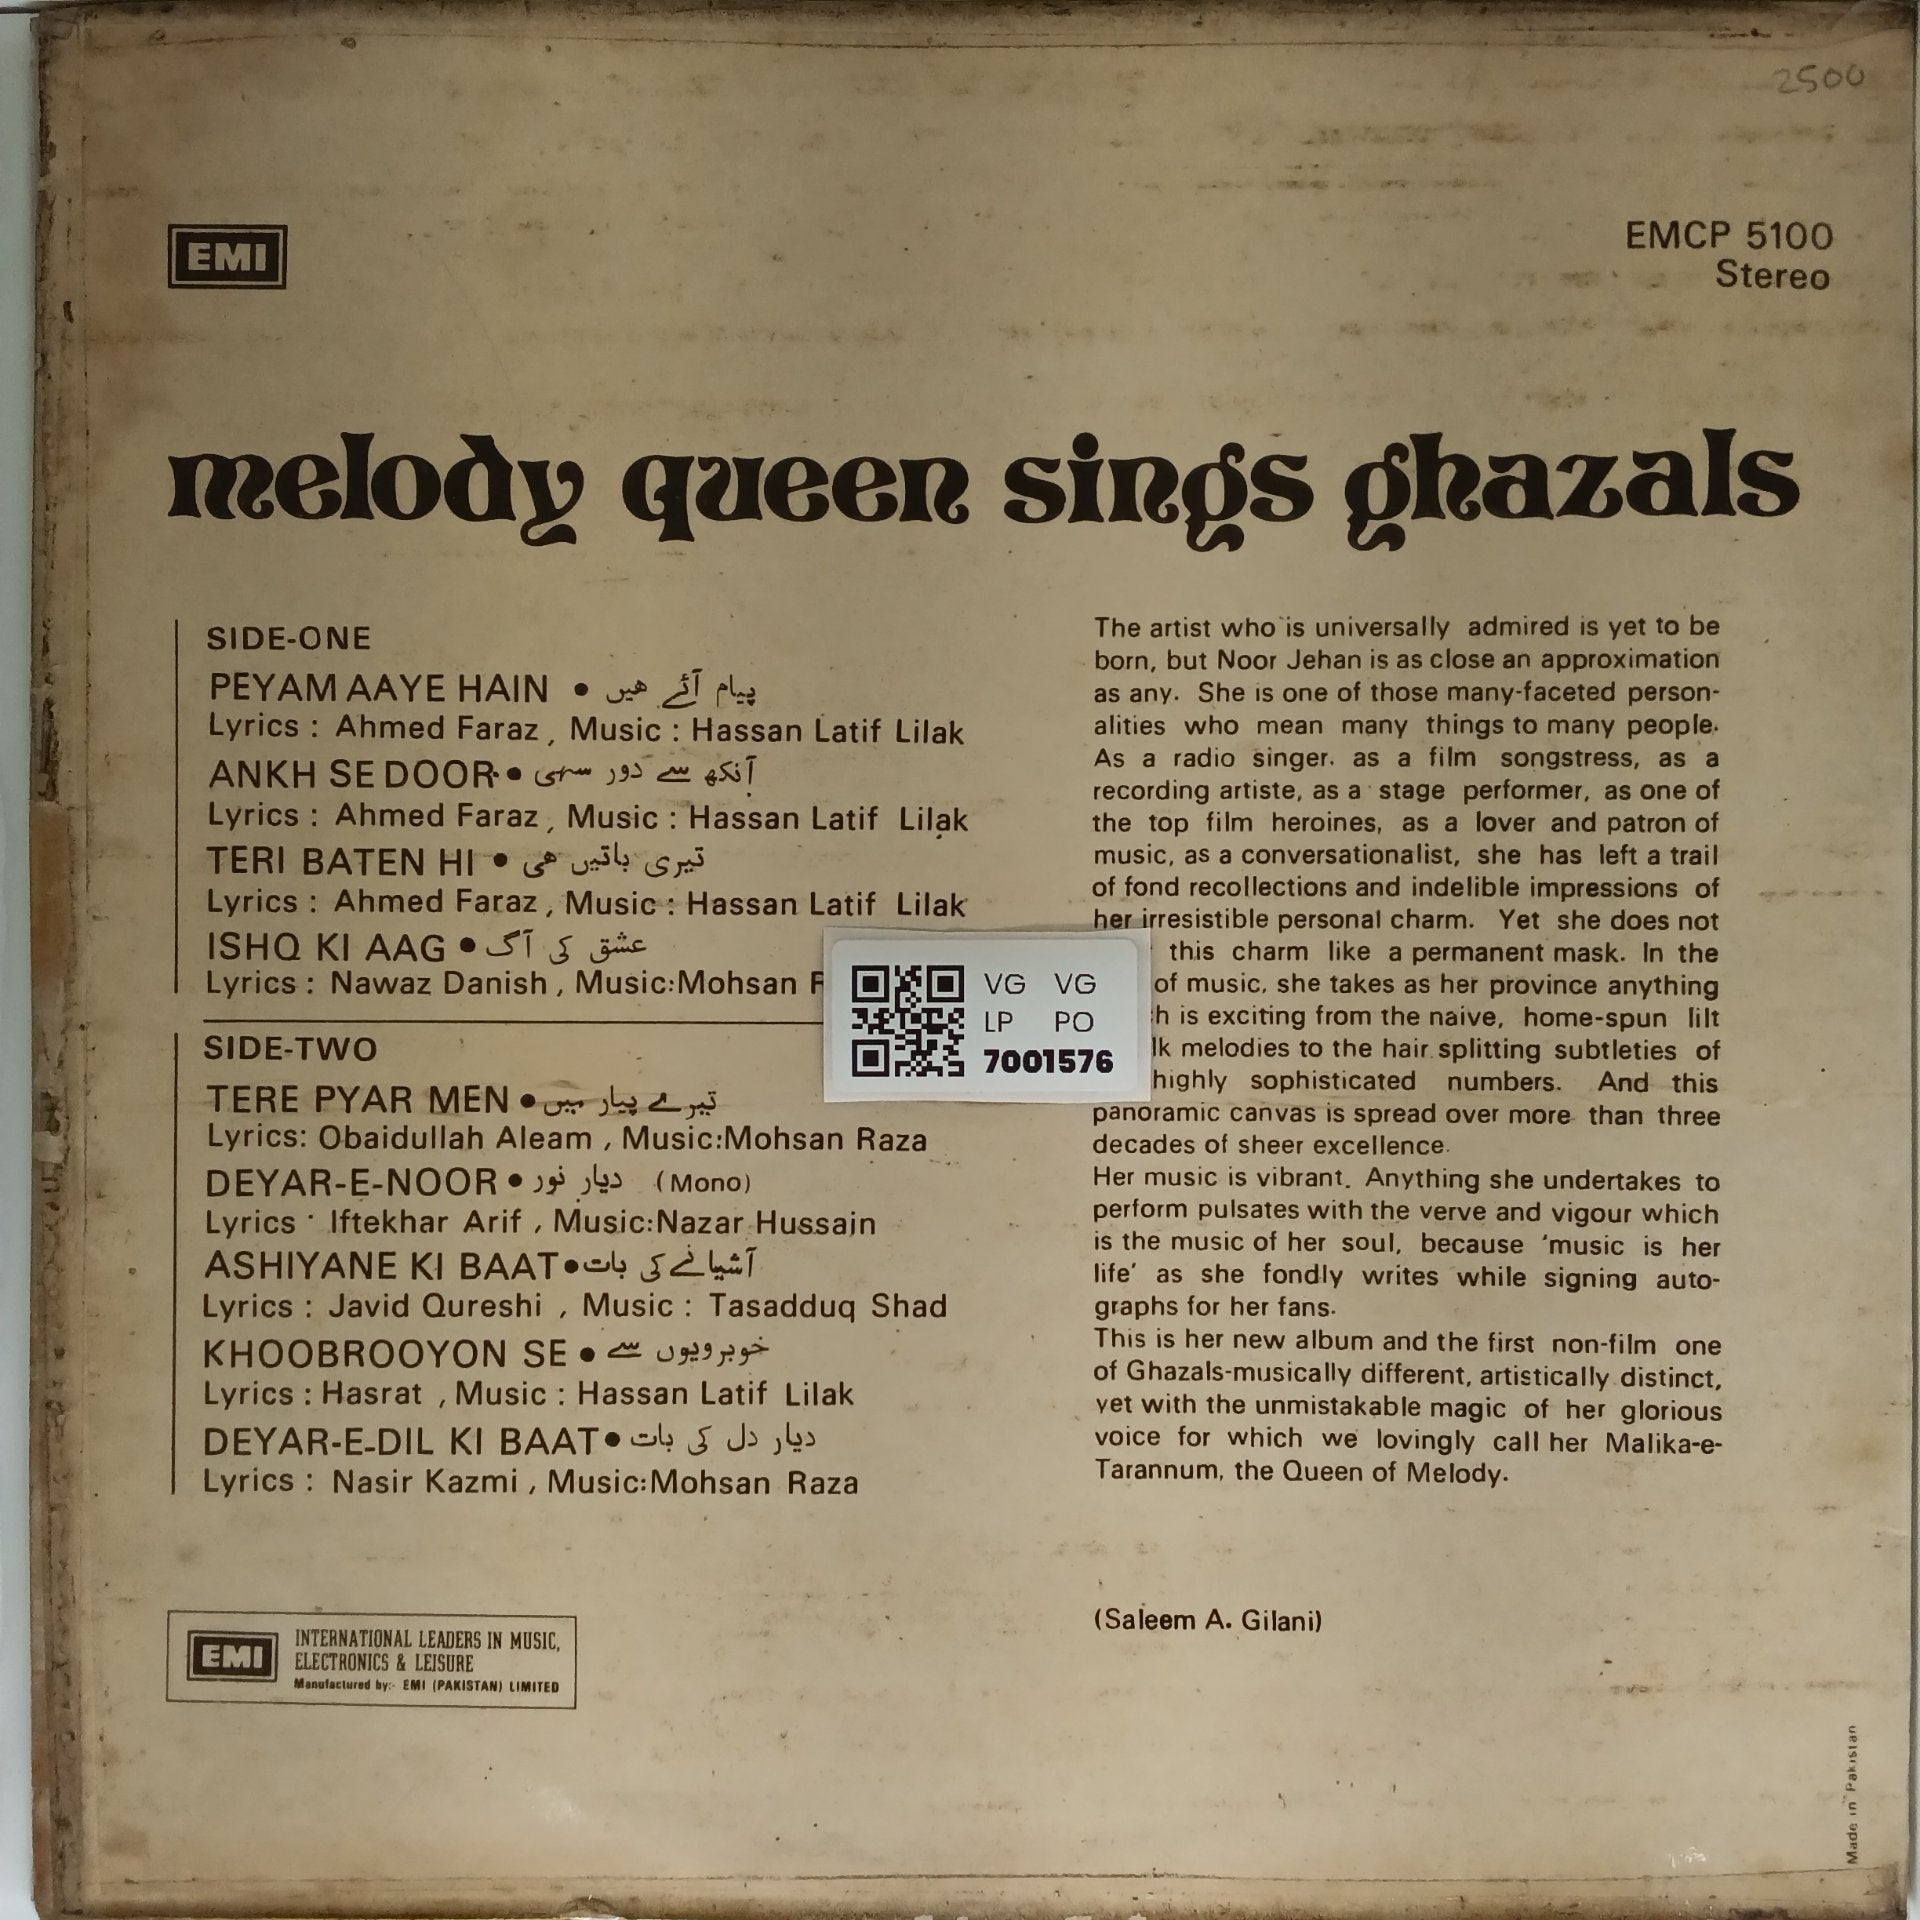 2500
EMI
EMCP 5100
Stereo
melody queen sings ghazals
SIDE-ONE
PEYAM AAYE HAIN • پیام آئے ھیں
Lyrics : Ahmed Faraz , Music : Hassan Latif Lilak
ANKH SE DOOR • آنکھ سے دور سہی
Lyrics : Ahmed Faraz , Music : Hassan Latif Lilak
TERI BATEN HI • تیری باتیں ھی
Lyrics : Ahmed Faraz , Music : Hassan Latif Lilak
ISHQ KI AAG • عشق کی آگ
Lyrics : Nawaz Danish , Music:Mohsan
SIDE-TWO
TERE PYAR MEN • تیرے پیار میں
Lyrics: Obaidullah Aleam , Music:Mohsan Raza
DEYAR-E-NOOR • دیار نور (Mono)
Lyrics : Iftekhar Arif , Music:Nazar Hussain
ASHIYANE KI BAAT • آشیانے کی بات
Lyrics : Javid Qureshi , Music : Tasadduq Shad
KHOOBROOYON SE • خوبرویوں سے
Lyrics : Hasrat , Music : Hassan Latif Lilak
DEYAR-E-DIL KI BAAT • دیار دل کی بات
Lyrics : Nasir Kazmi , Music:Mohsan Raza
The artist who is universally admired is yet to be
born, but Noor Jehan is as close an approximation
as any. She is one of those many-faceted person-
alities who mean many things to many people.
As a radio singer. as a film songstress, as a
recording artiste, as a stage performer, as one of
the top film heroines, as a lover and patron of
music, as a conversationalist, she has left a trail
of fond recollections and indelible impressions of
her irresistible personal charm. Yet she does not
this charm like a permanent mask. In the
of music, she takes as her province anything
is exciting from the naive, home-spun lilt
melodies to the hair splitting subtleties of
highly sophisticated numbers. And this
panoramic canvas is spread over more than three
decades of sheer excellence.
Her music is vibrant. Anything she undertakes to
perform pulsates with the verve and vigour which
is the music of her soul, because ‘music is her
life’ as she fondly writes while signing auto-
graphs for her fans.
This is her new album and the first non-film one
of Ghazals-musically different, artistically distinct,
yet with the unmistakable magic of her glorious
voice for which we lovingly call her Malika-e-
Tarannum, the Queen of Melody.
(Saleem A. Gilani)
VG VG
LP PO
7001576
EMI
INTERNATIONAL LEADERS IN MUSIC,
ELECTRONICS & LEISURE
Manufactured by:- EMI (PAKISTAN) LIMITED
Made in Pakistan